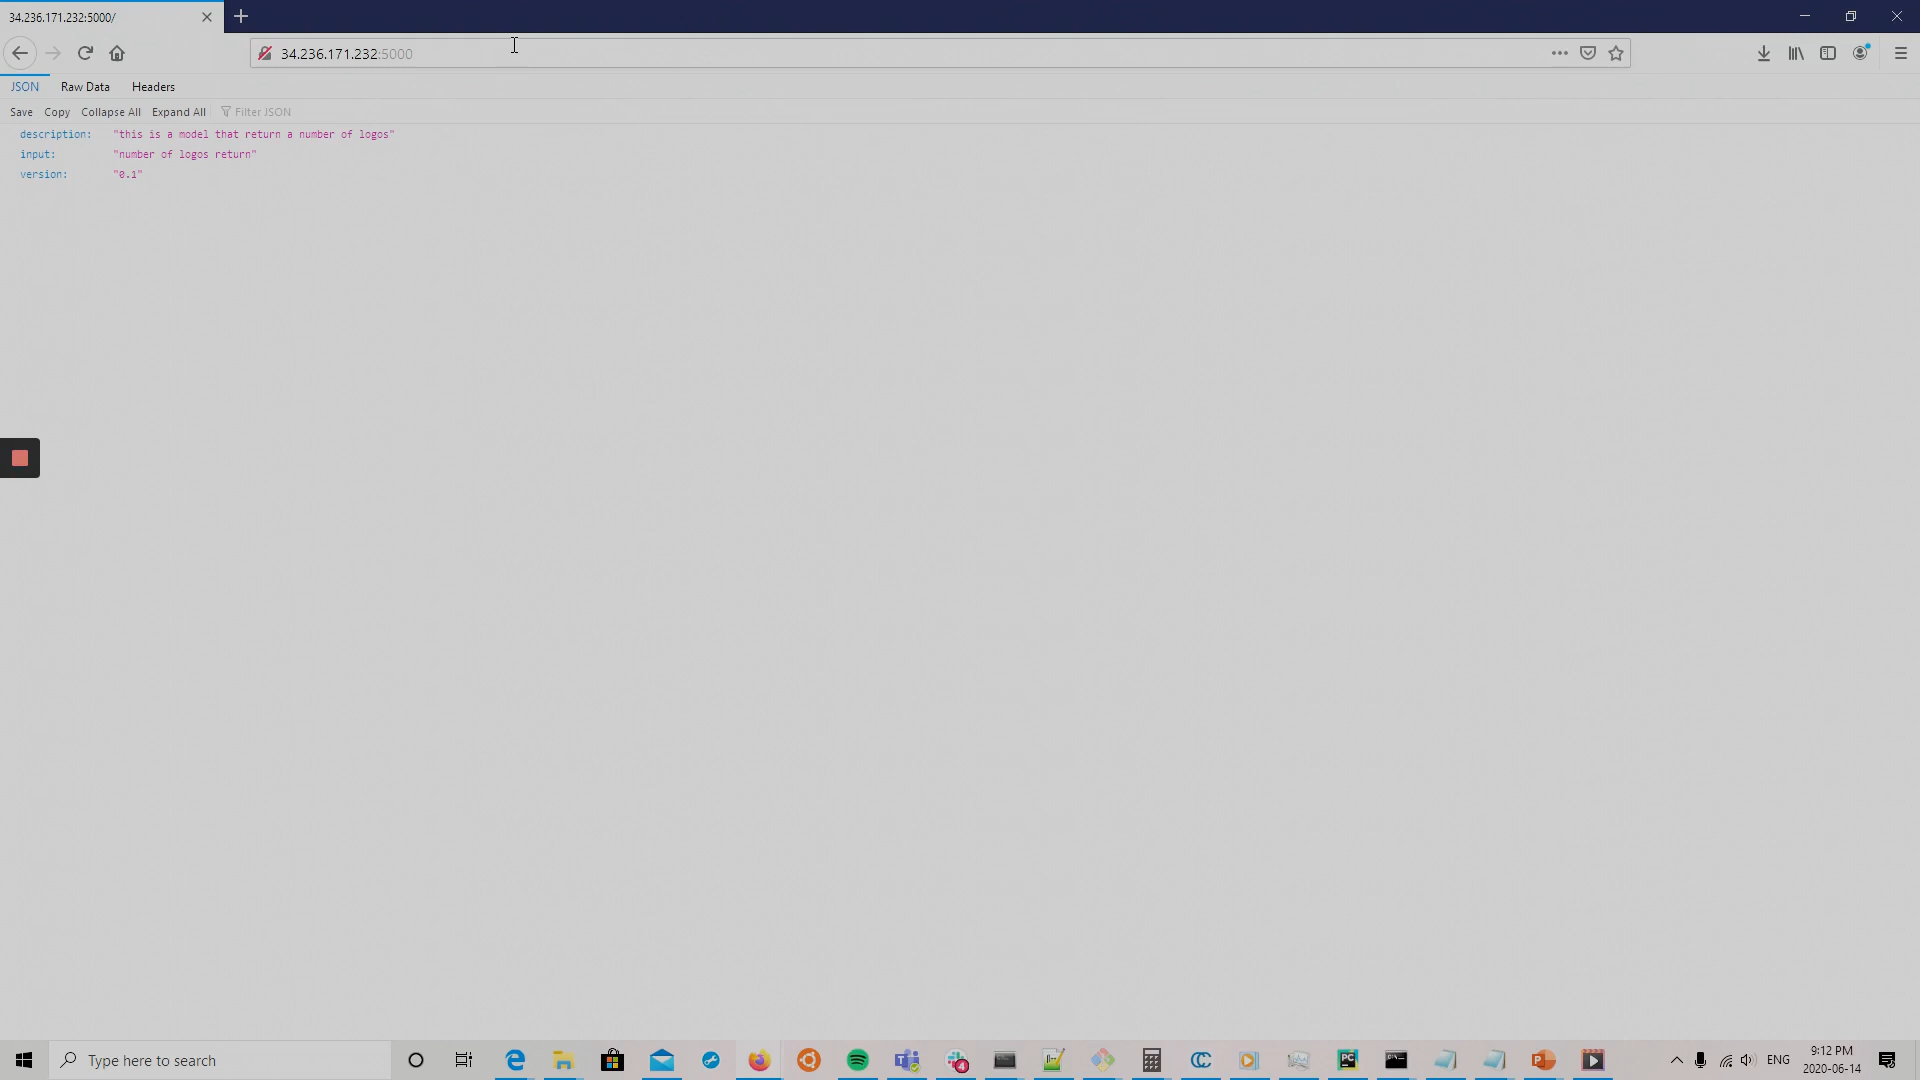 34.236.171.232:5000/
34.236.171.232:5000
JSON Raw Data Headers
Save Copy Collapse All Expand All Filter JSON
description: "this is a model that return a number of logos"
input: "number of logos return"
version: "0.1"
Type here to search
4
PC
ENG
9:12 PM
2020-06-14